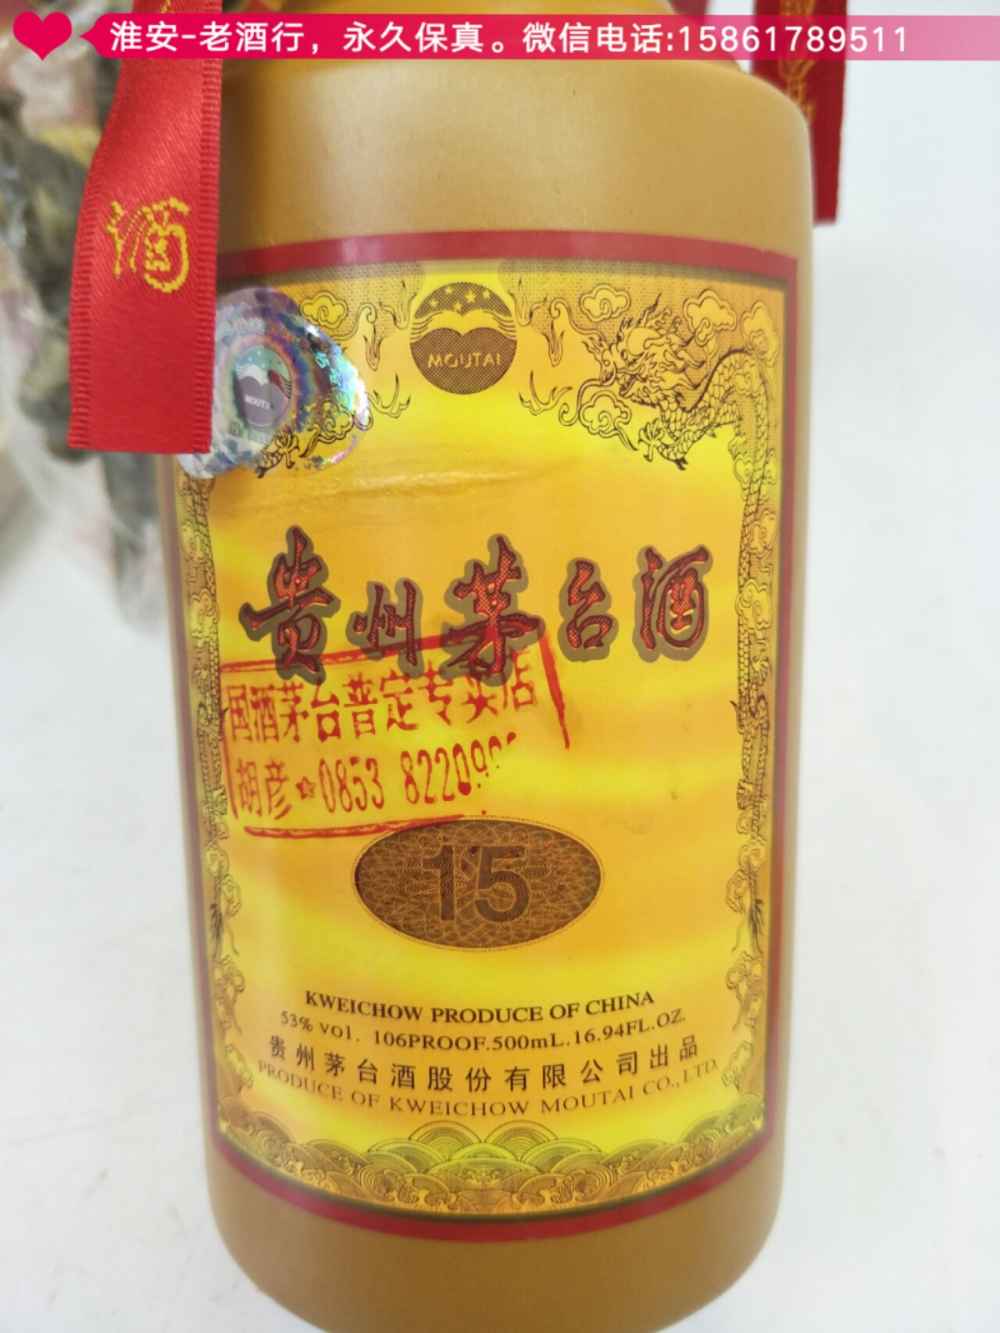 淮安-老酒行，永久保真。微信电话:15861789511
酒
MOUTAI
贵州茅台酒
国酒茅台普定专卖店
胡彦☆0853 8220
15
KWEICHOW PRODUCE OF CHINA
53% vol. 106PROOF.500mL.16.94FL.OZ.
贵州茅台酒股份有限公司出品
PRODUCE OF KWEICHOW MOUTAI CO., LTD.